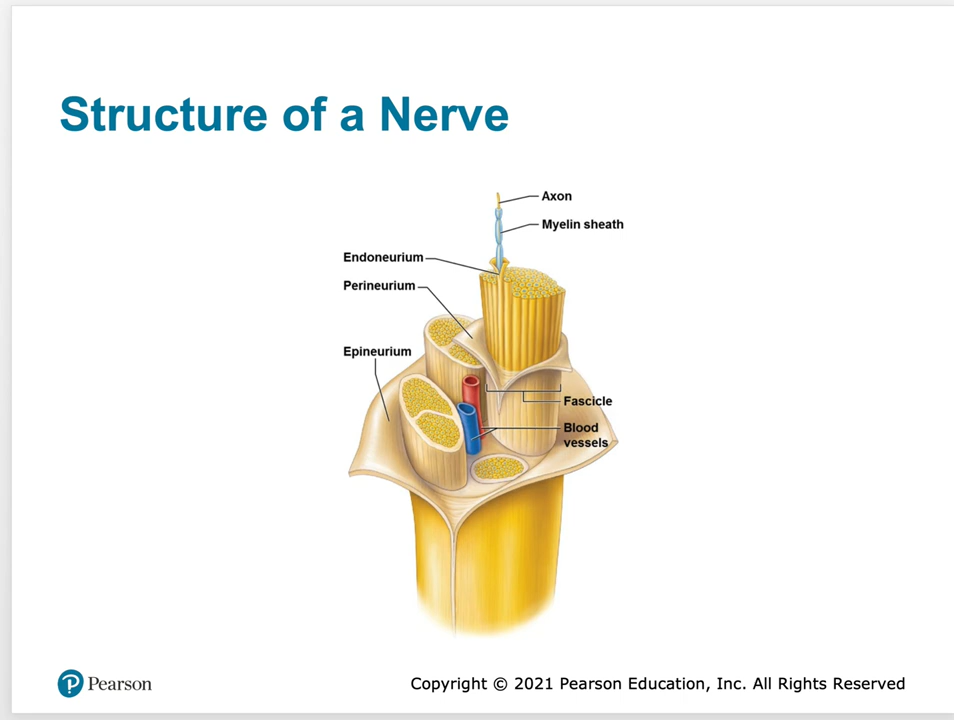 Structure of a Nerve
Axon
Myelin sheath
Endoneurium
Perineurium
Epineurium
Fascicle
Blood
vessels
Pearson
Copyright © 2021 Pearson Education, Inc. All Rights Reserved